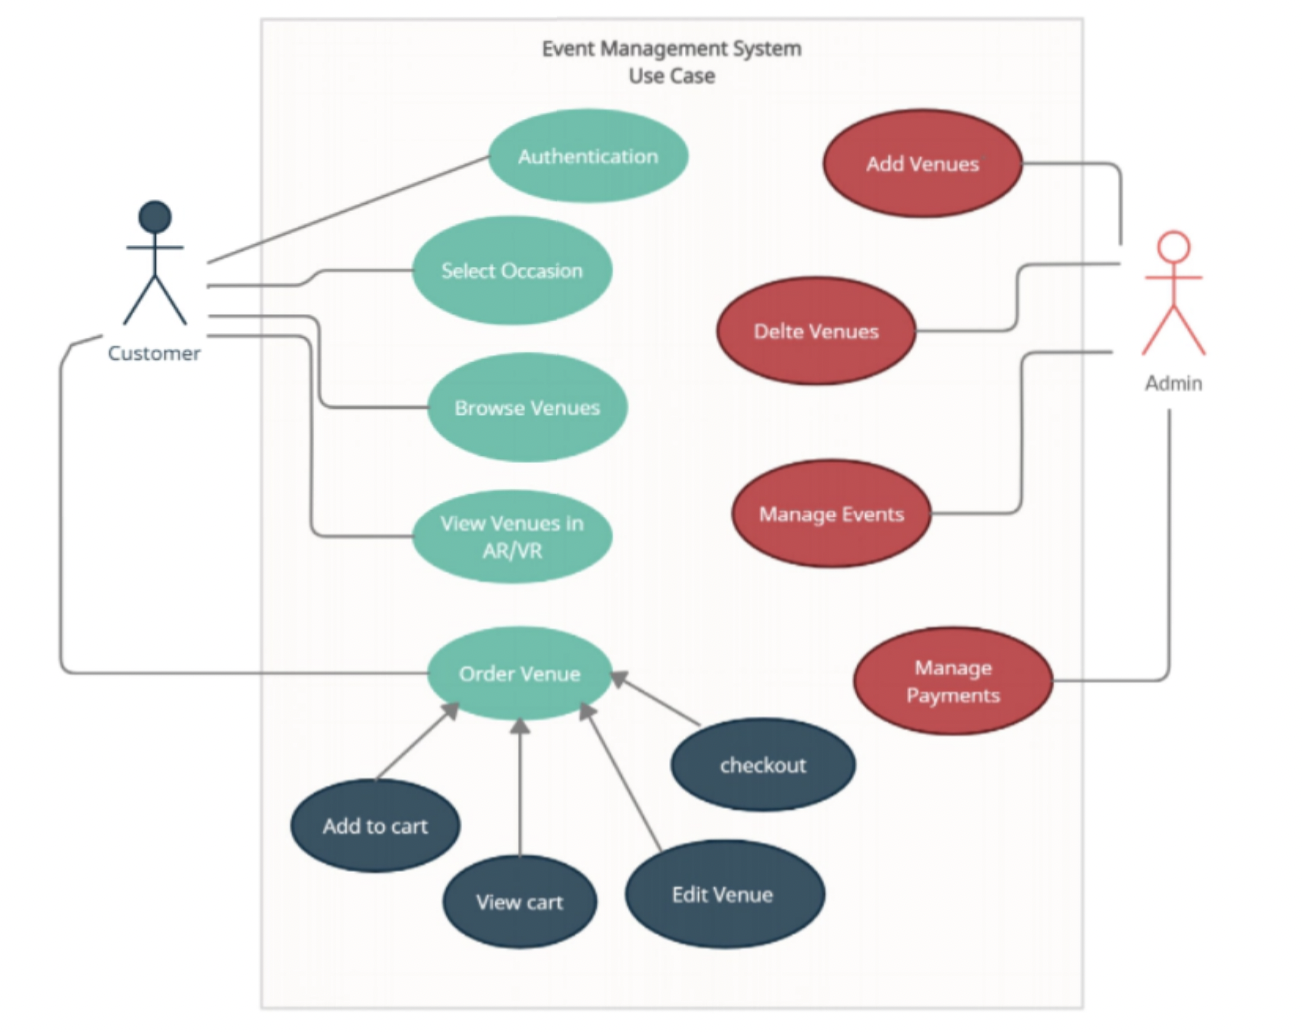 Event Management System
Use Case
Authentication
Add Venues
Select Occasion
Delte Venues
Customer
Admin
Browse Venues
View Venues in
AR/VR
Manage Events
Order Venue
Manage
Payments
checkout
Add to cart
View cart
Edit Venue